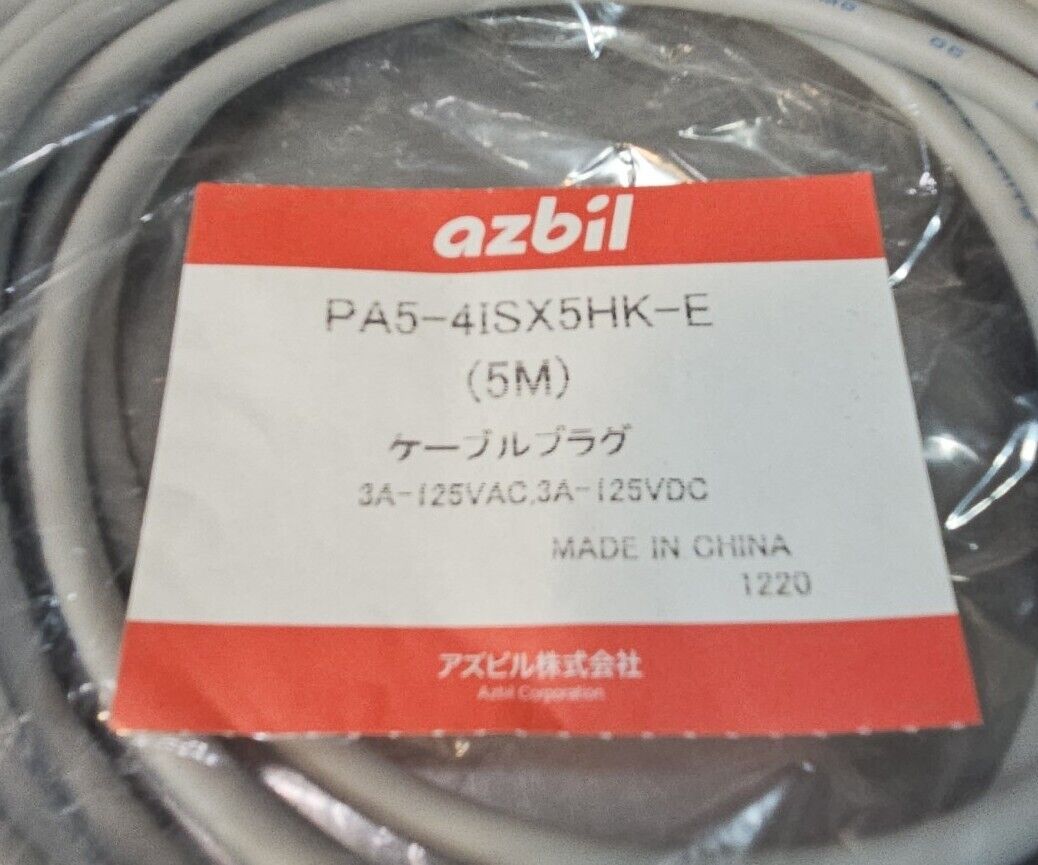 azbil
PA5-4ISX5HK-E
(5M)
ケーブルプラグ
3A-125VAC,3A-125VDC
MADE IN CHINA
1220
アズビル株式会社
Azbil Corporation